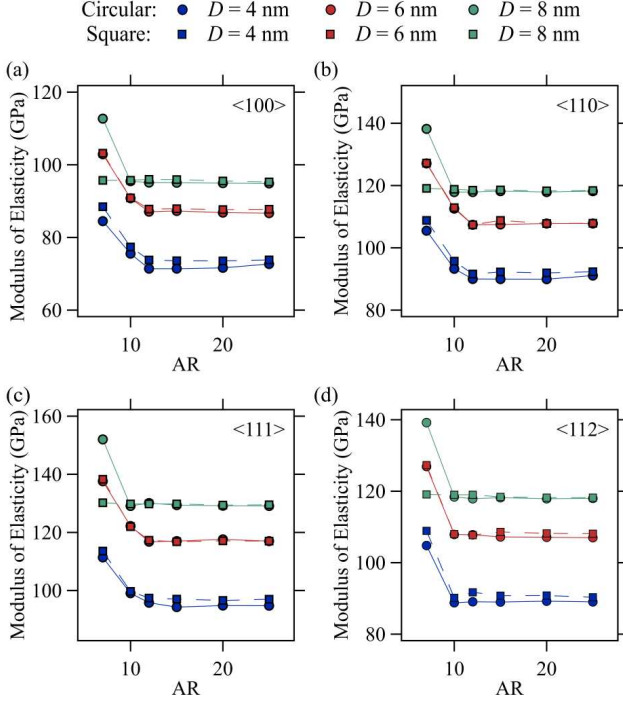 Circular: D = 4 nm D = 6 nm D = 8 nm
Square: D = 4 nm D = 6 nm D = 8 nm
(a)
<100>
Modulus of Elasticity (GPa)
120
100
80
60
10 20
AR
(b)
<110>
Modulus of Elasticity (GPa)
140
120
100
80
10 20
AR
(c)
<111>
Modulus of Elasticity (GPa)
160
140
120
100
10 20
AR
(d)
<112>
Modulus of Elasticity (GPa)
140
120
100
80
10 20
AR